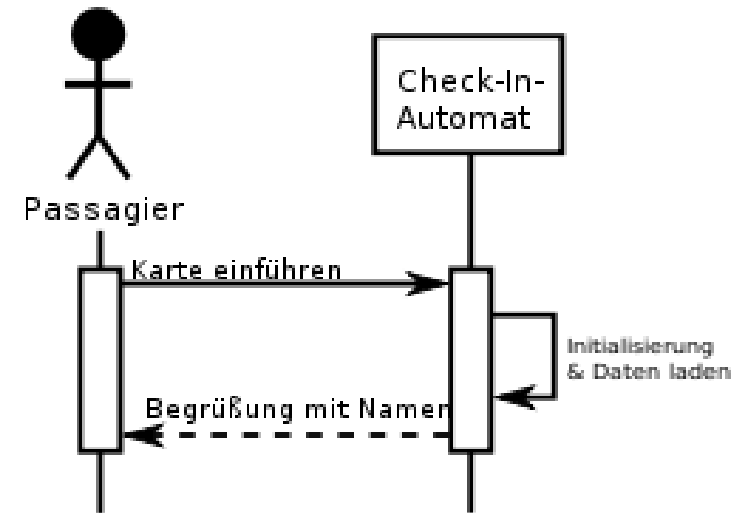 Check-In-
Automat
Passagier
Karte einführen
Initialisierung
& Daten laden
Begrüßung mit Namen